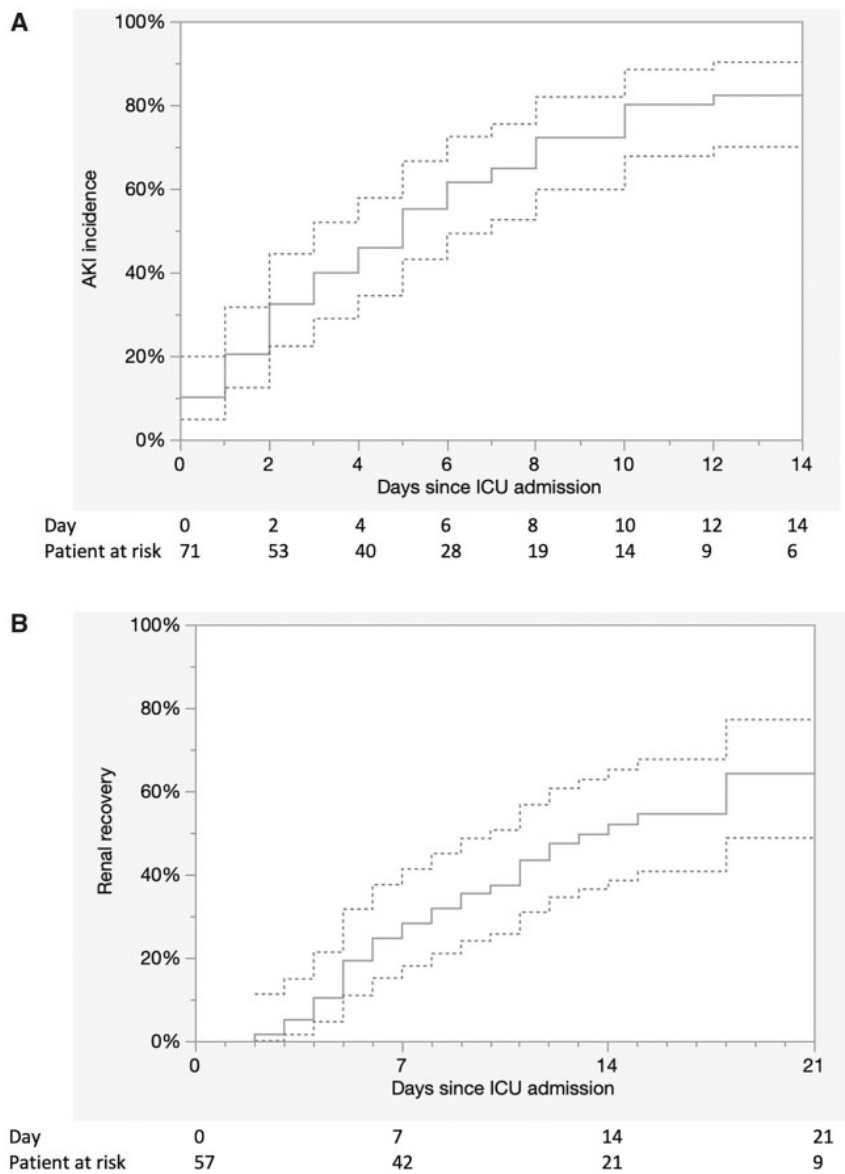 A
100%
80%
60%
40%
20%
0%
AKI incidence
0 2 4 6 8 10 12 14
Days since ICU admission
Day 0 2 4 6 8 10 12 14
Patient at risk 71 53 40 28 19 14 9 6
B
100%
80%
60%
40%
20%
0%
Renal recovery
0 7 14 21
Days since ICU admission
Day 0 7 14 21
Patient at risk 57 42 21 9